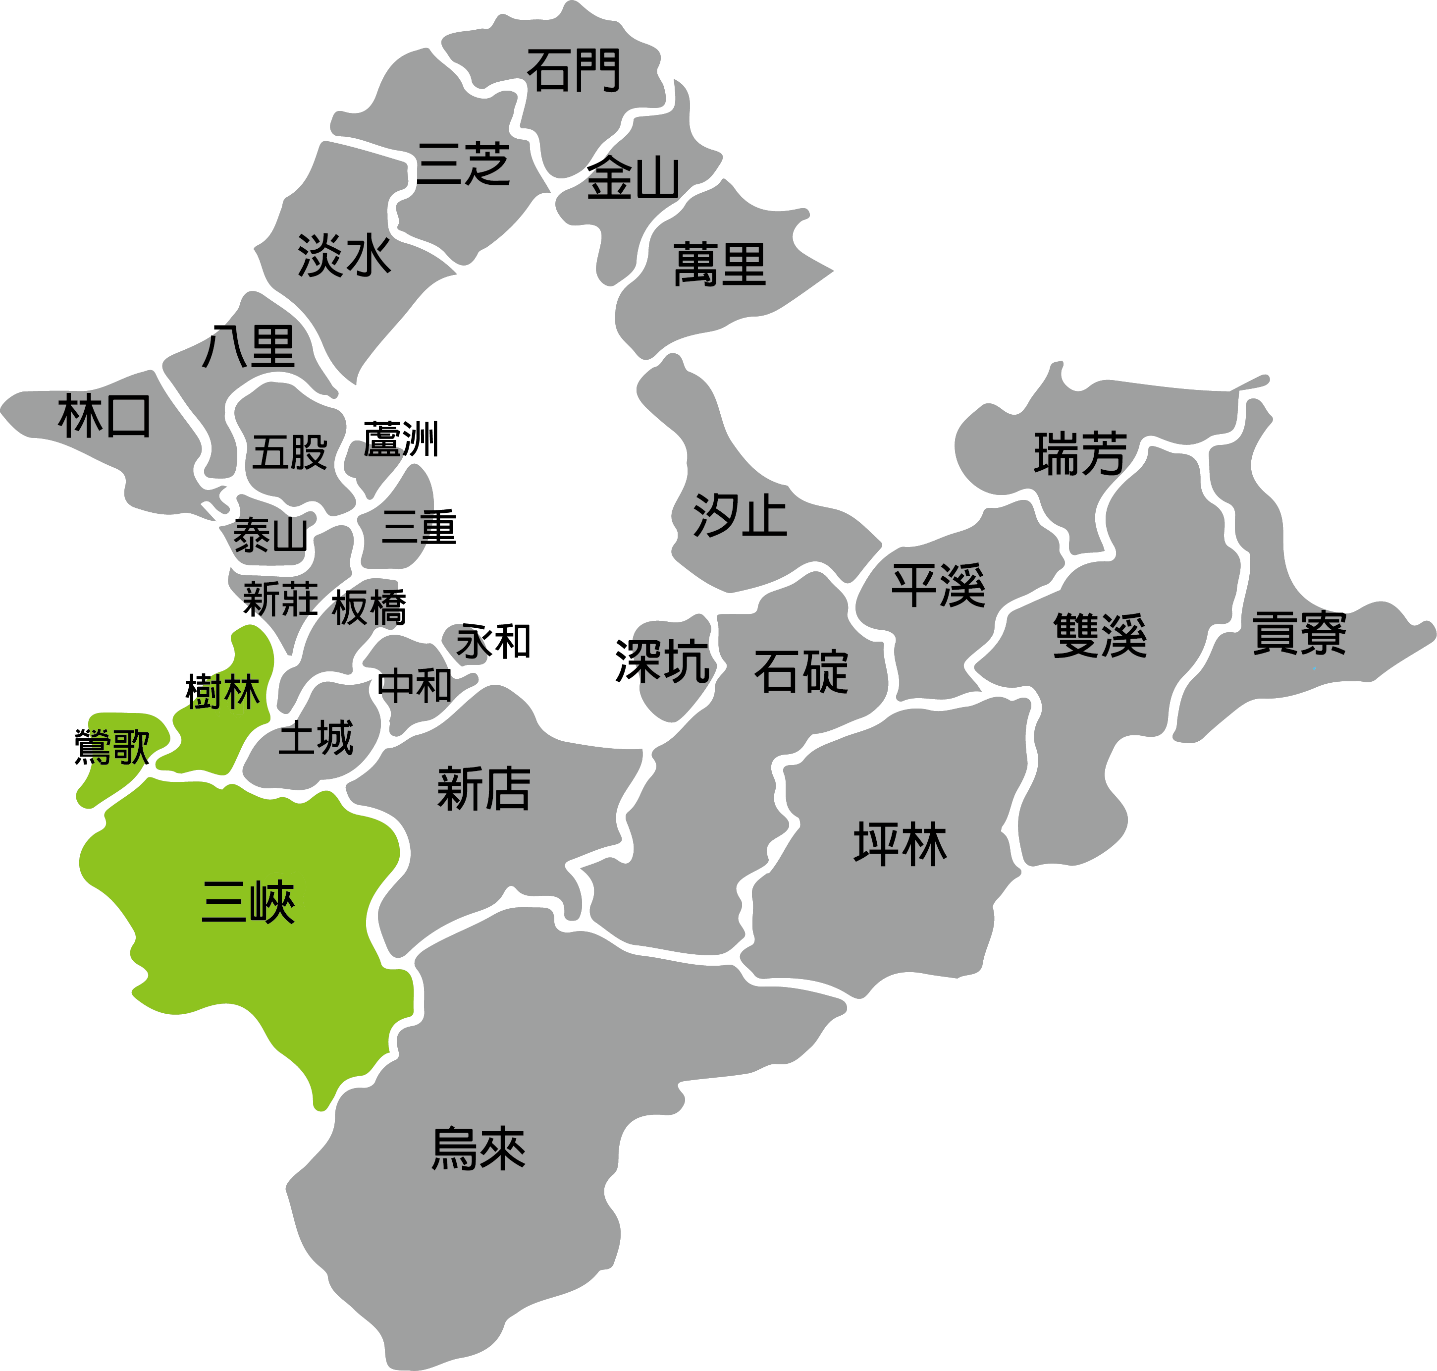 石門
三芝
金山
淡水
萬里
八里
林口
蘆洲
五股
瑞芳
汐止
三重
泰山
平溪
新莊
板橋
永和
雙溪
貢寮
深坑
石碇
中和
樹林
土城
鶯歌
新店
坪林
三峽
烏來